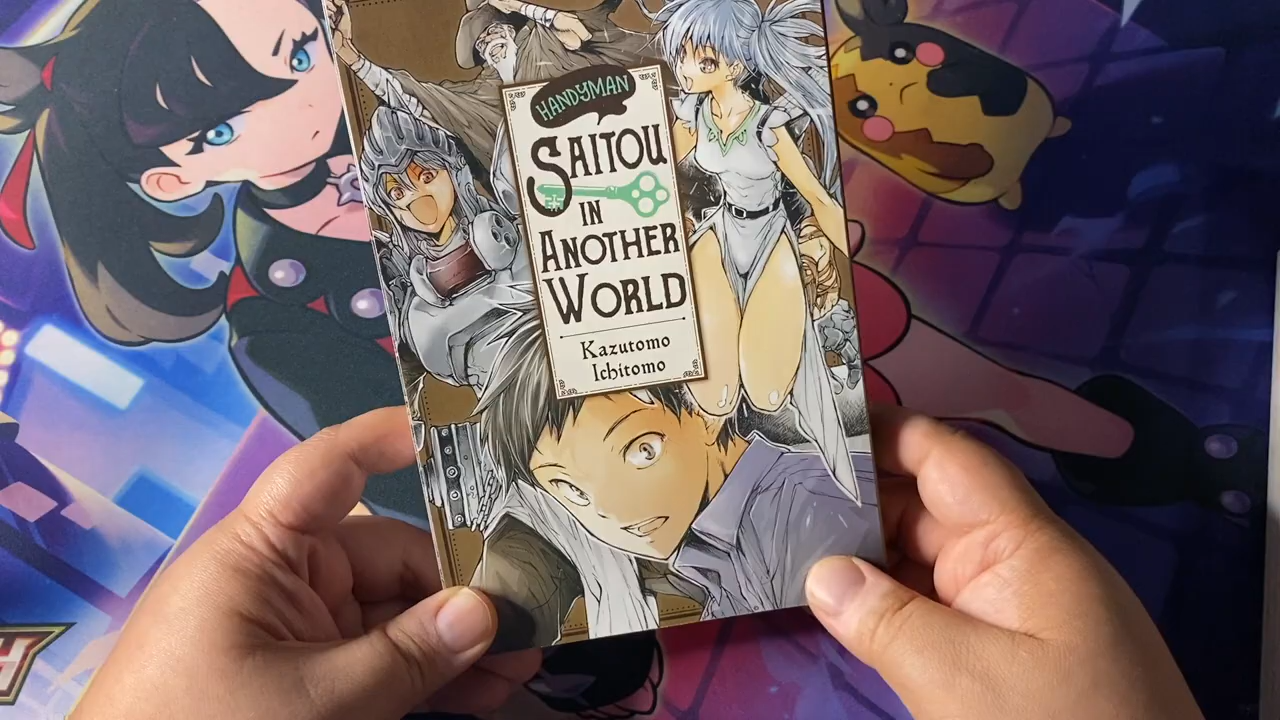 HANDYMAN
SAITOU
IN
ANOTHER
WORLD
Kazutomo
Ichitomo